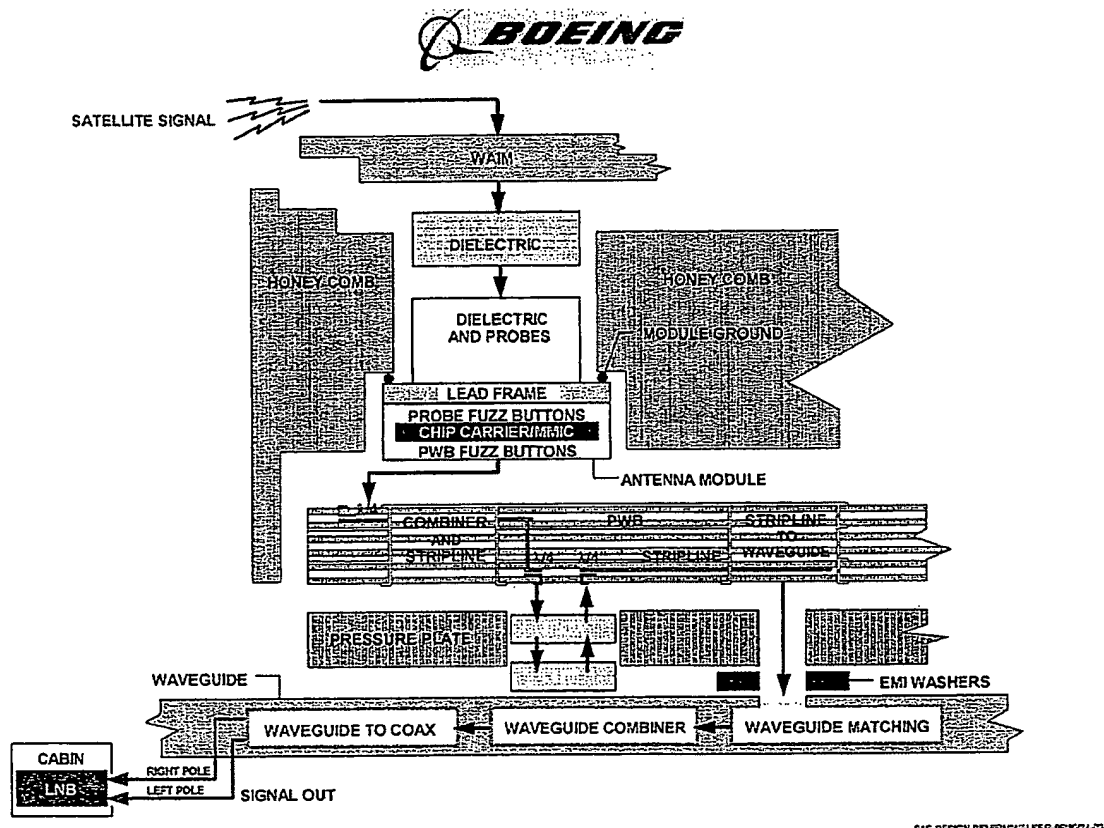 BOEING
SATELLITE SIGNAL
WAIM
DIELECTRIC
HONEY COMB
HONEY COMB
DIELECTRIC
AND PROBES
MODULE GROUND
LEAD FRAME
PROBE FUZZ BUTTONS
CHIP CARRIER/MMIC
PWB FUZZ BUTTONS
ANTENNA MODULE
COMBINER
AND
STRIPLINE
PWB
STRIPLINE
TO
WAVEGUIDE
λ/4
λ/4
STRIPLINE
PRESSURE PLATE
WAVEGUIDE
EMI WASHERS
WAVEGUIDE TO COAX
WAVEGUIDE COMBINER
WAVEGUIDE MATCHING
CABIN
LNB
RIGHT POLE
LEFT POLE
SIGNAL OUT